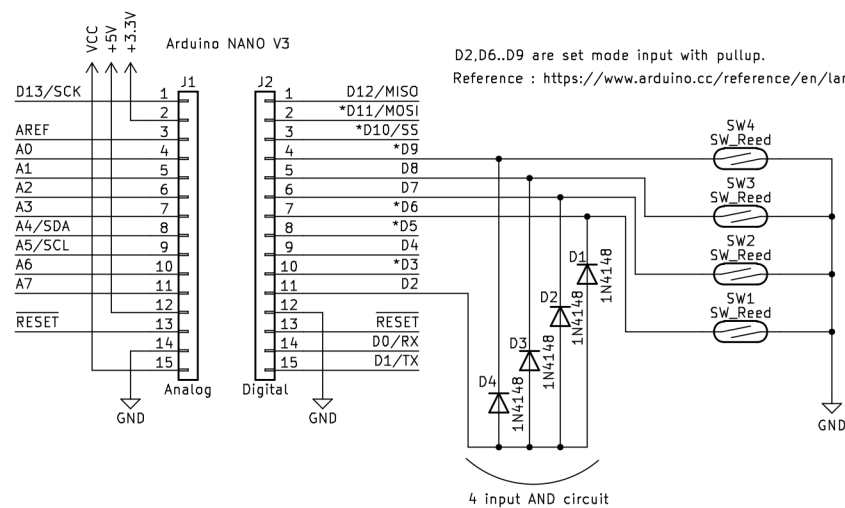 Arduino NANO V3
VCC
+5V
+3.3V
D2,D6..D9 are set mode input with pullup.
Reference : https://www.arduino.cc/reference/en/lar
J1
D13/SCK 1
2
AREF 3
A0 4
A1 5
A2 6
A3 7
A4/SDA 8
A5/SCL 9
A6 10
A7 11
12
RESET 13
14
15
Analog
GND
J2
1 D12/MISO
2 *D11/MOSI
3 *D10/SS
4 *D9
5 D8
6 D7
7 *D6
8 *D5
9 D4
10 *D3
11 D2
12
13 RESET
14 D0/RX
15 D1/TX
Digital
GND
D1
1N4148
D2
1N4148
D3
1N4148
D4
1N4148
4 input AND circuit
SW4
SW_Reed
SW3
SW_Reed
SW2
SW_Reed
SW1
SW_Reed
GND